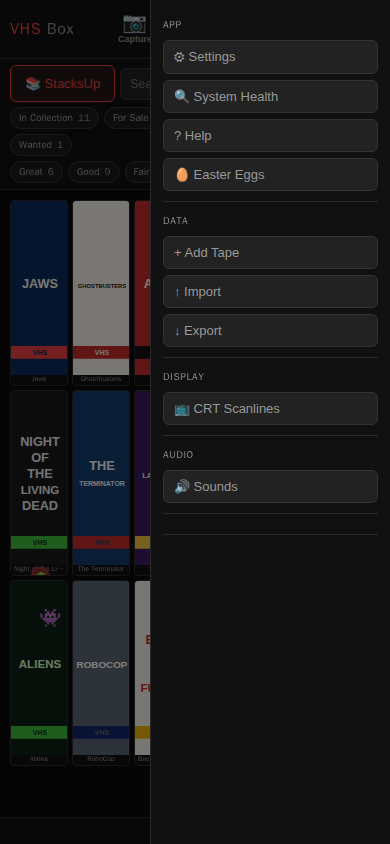 VHS Box
Capture
StacksUp
In Collection 11
For Sale
Wanted 1
Great 6
Good 9
Fair
JAWS
VHS
Jaws
GHOSTBUSTERS
VHS
Ghostbusters
NIGHT
OF
THE
LIVING
DEAD
VHS
THE
TERMINATOR
VHS
The Terminator
ALIENS
VHS
Aliens
ROBOCOP
VHS
RoboCop
APP
Settings
System Health
? Help
Easter Eggs
DATA
+ Add Tape
↑ Import
↓ Export
DISPLAY
CRT Scanlines
AUDIO
Sounds